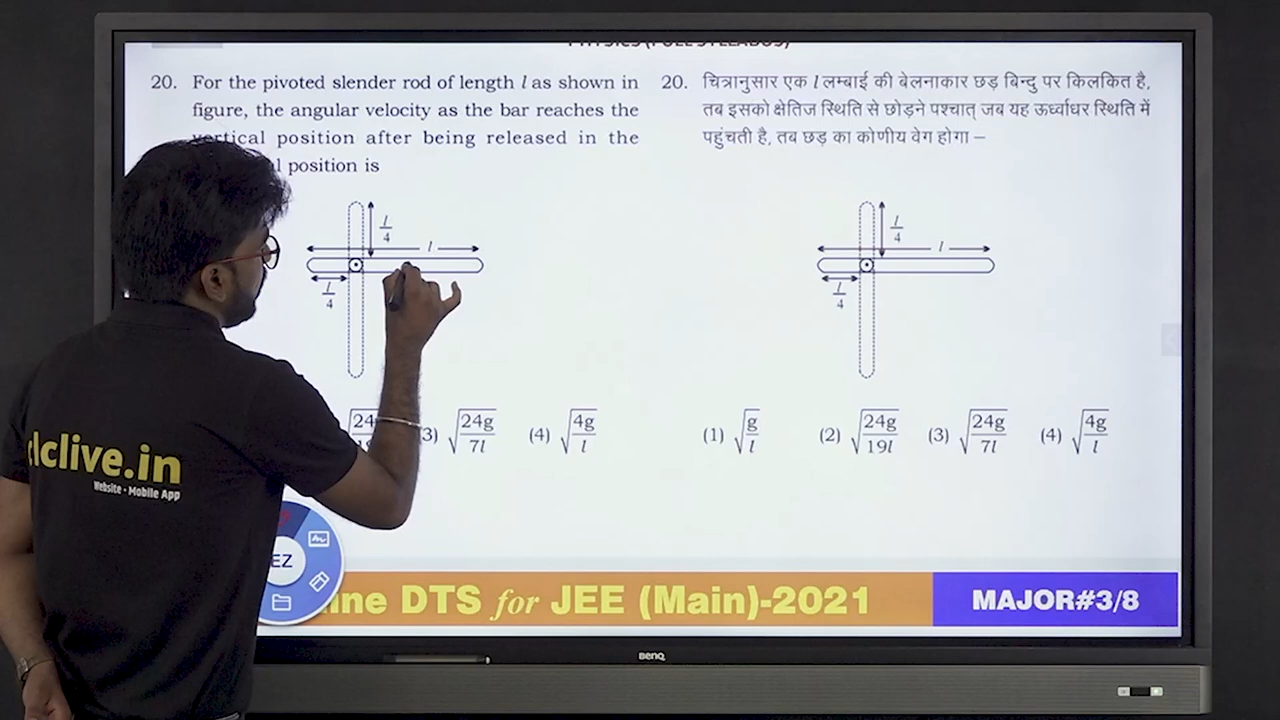 20. For the pivoted slender rod of length l as shown in
figure, the angular velocity as the bar reaches the
vertical position after being released in the
l position is
l/4
l
l/4
√24
3) √24g/7l
(4) √4g/l
20. चित्रानुसार एक l लम्बाई की बेलनाकार छड़ बिन्दु पर किलकित है,
तब इसको क्षेतिज स्थिति से छोड़ने पश्चात् जब यह ऊर्ध्वाधर स्थिति में
पहुंचती है, तब छड़ का कोणीय वेग होगा –
l/4
l
l/4
(1) √g/l
(2) √24g/19l
(3) √24g/7l
(4) √4g/l
clclive.in
Website - Mobile App
EZ
ine DTS for JEE (Main)-2021
MAJOR#3/8
BenQ